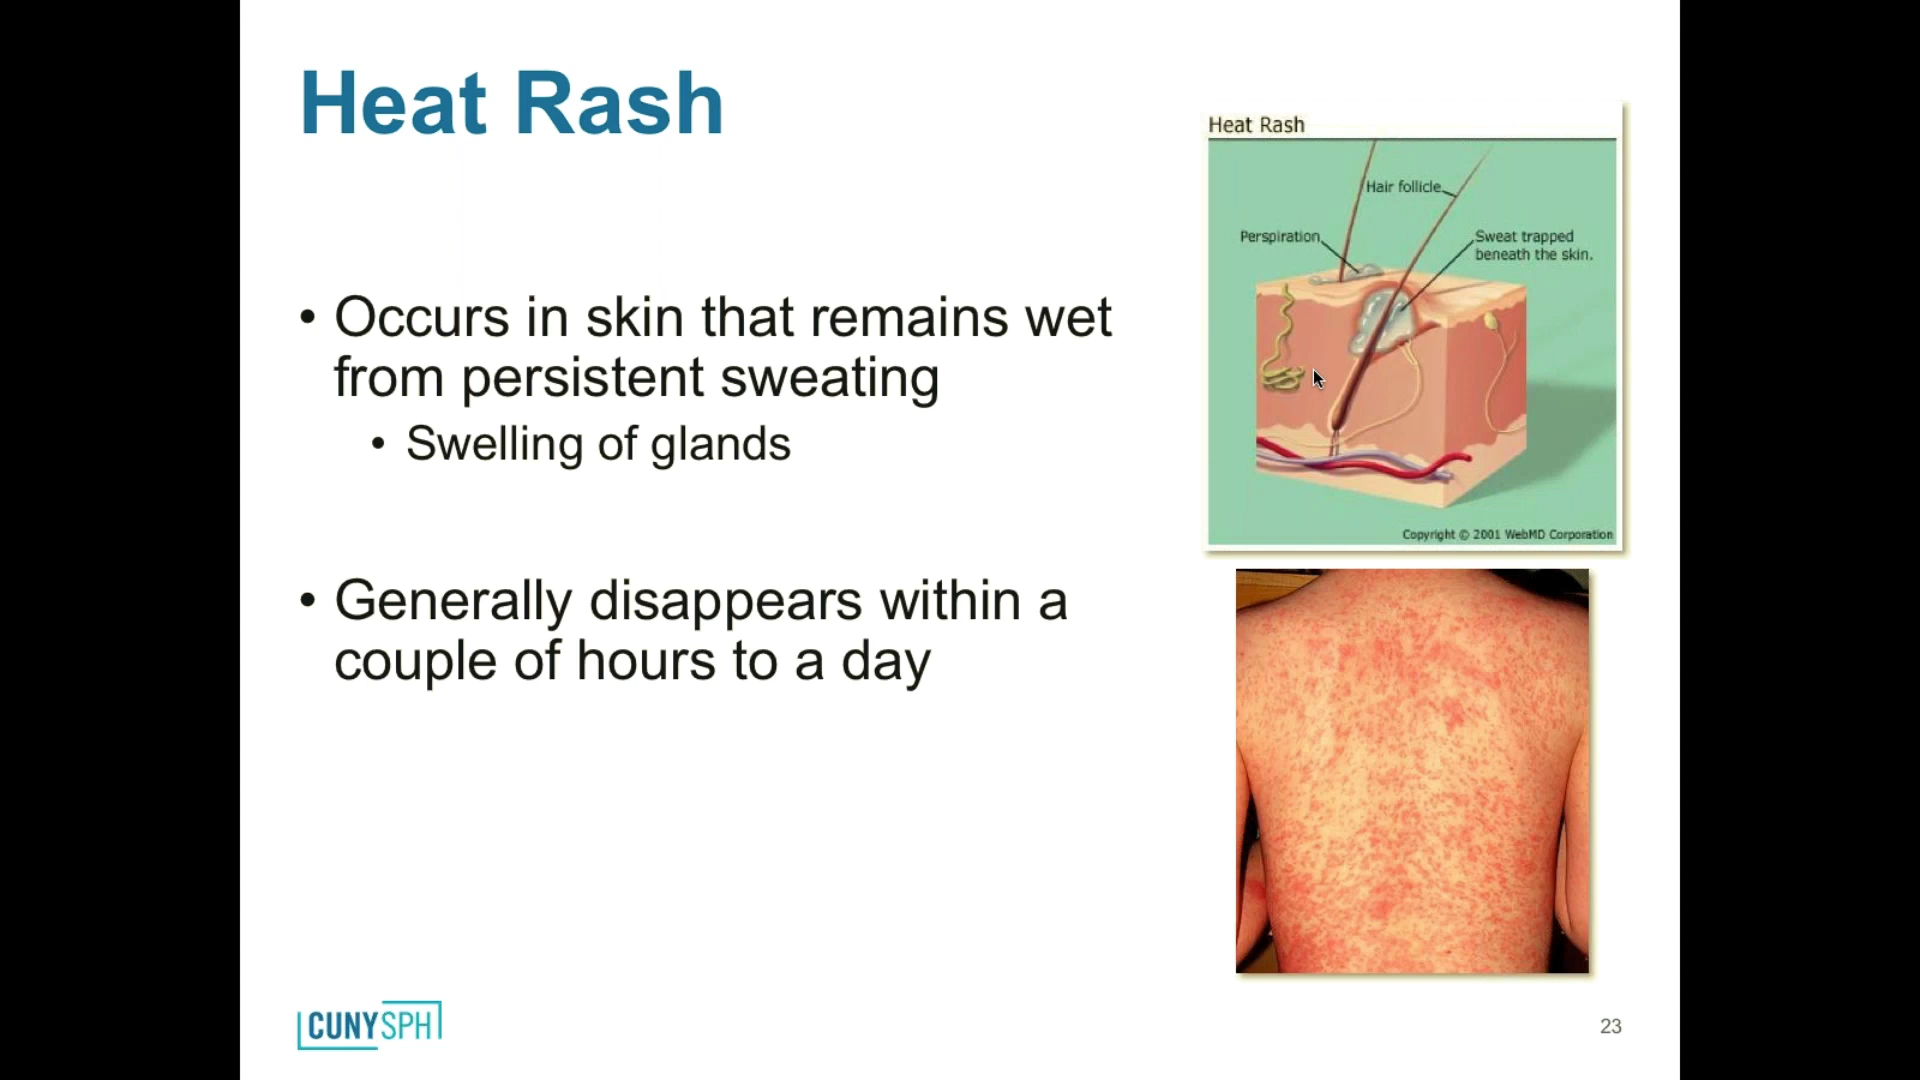 Heat Rash
• Occurs in skin that remains wet
from persistent sweating
• Swelling of glands
• Generally disappears within a
couple of hours to a day
Heat Rash
Hair follicle
Perspiration
Sweat trapped
beneath the skin.
Copyright © 2001 WebMD Corporation
CUNY SPH
23